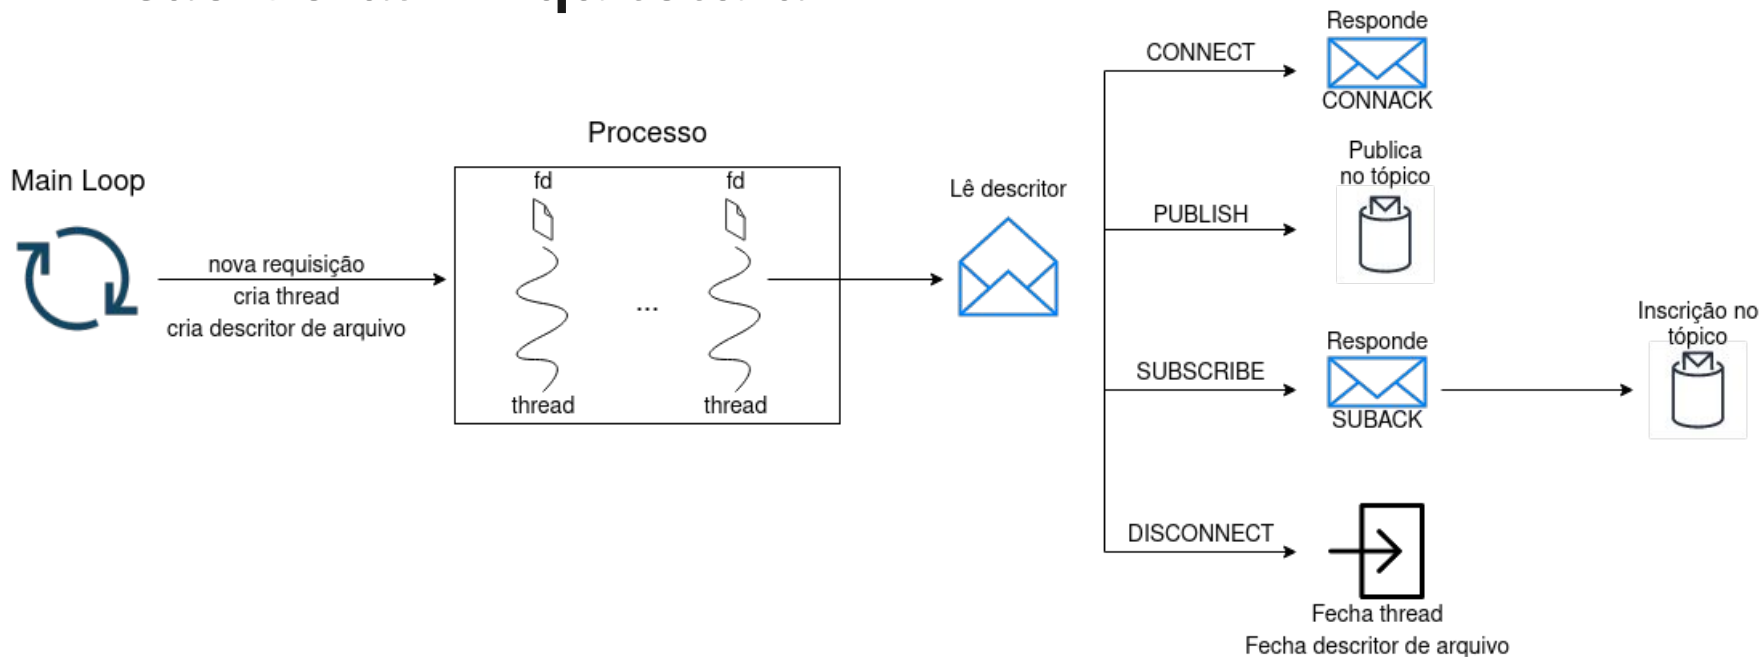 Main Loop
nova requisição
cria thread
cria descritor de arquivo
Processo
fd
fd
...
thread
thread
Lê descritor
CONNECT
Responde
CONNACK
PUBLISH
Publica
no tópico
SUBSCRIBE
Responde
SUBACK
Inscrição no
tópico
DISCONNECT
Fecha thread
Fecha descritor de arquivo